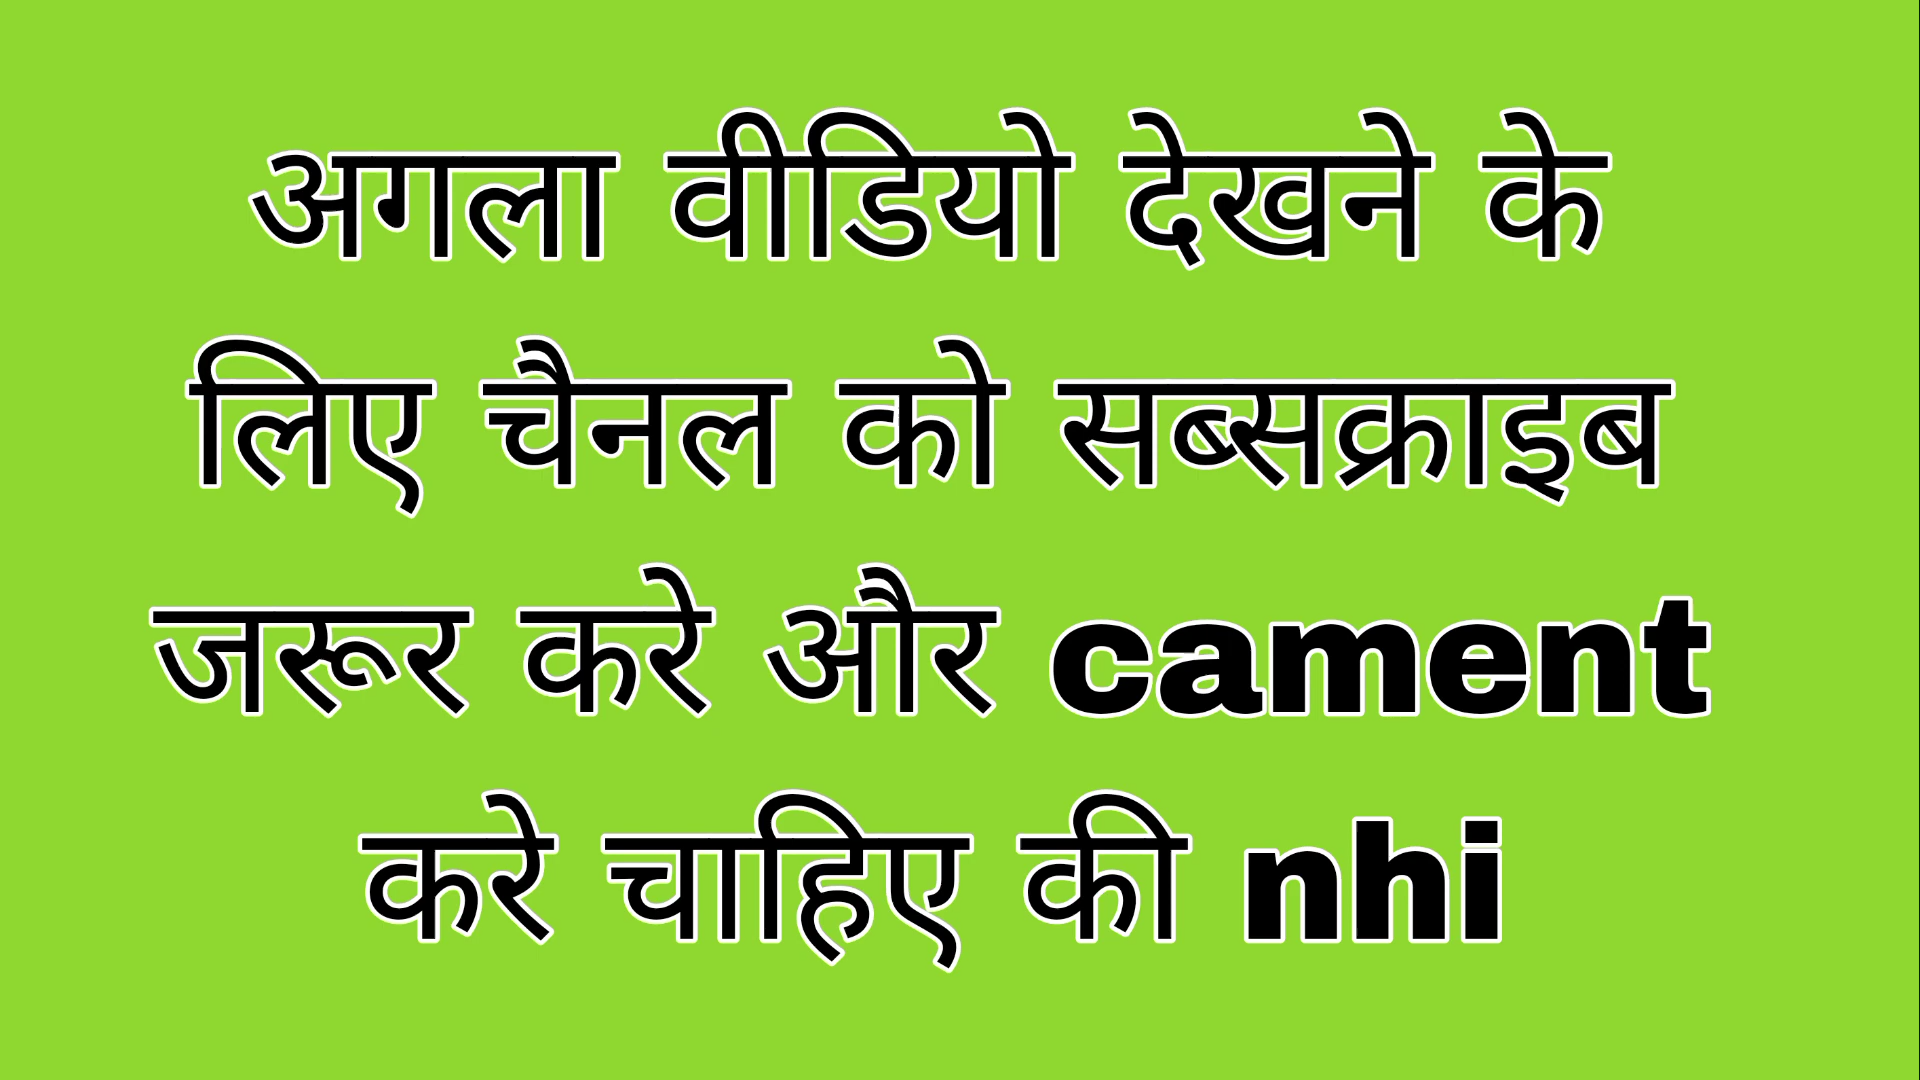 अगला वीडियो देखने के
लिए चैनल को सब्सक्राइब
जरूर करे और cament
करे चाहिए की nhi